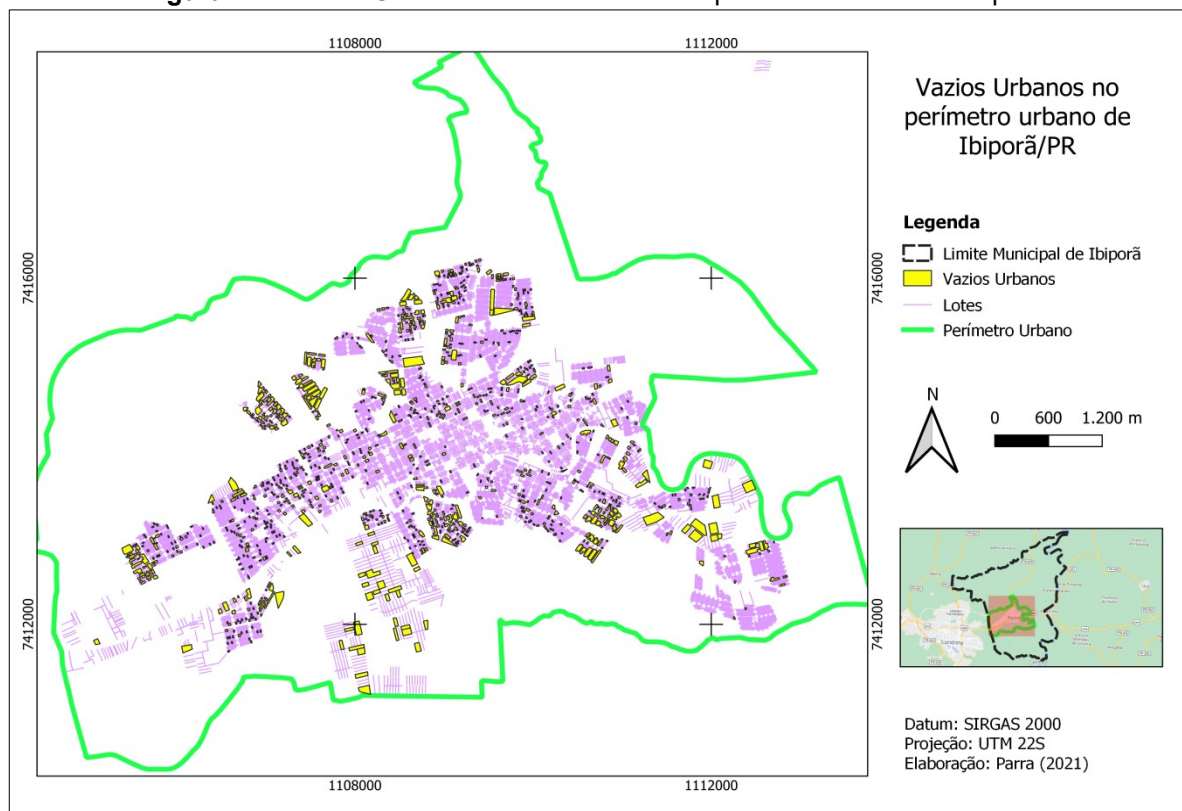 1108000
1112000
7416000
7416000
7412000
7412000
1108000
1112000
Vazios Urbanos no
perímetro urbano de
Ibiporã/PR
Legenda
Limite Municipal de Ibiporã
Vazios Urbanos
Lotes
Perímetro Urbano
N
0 600 1.200 m
Londrina
Datum: SIRGAS 2000
Projeção: UTM 22S
Elaboração: Parra (2021)